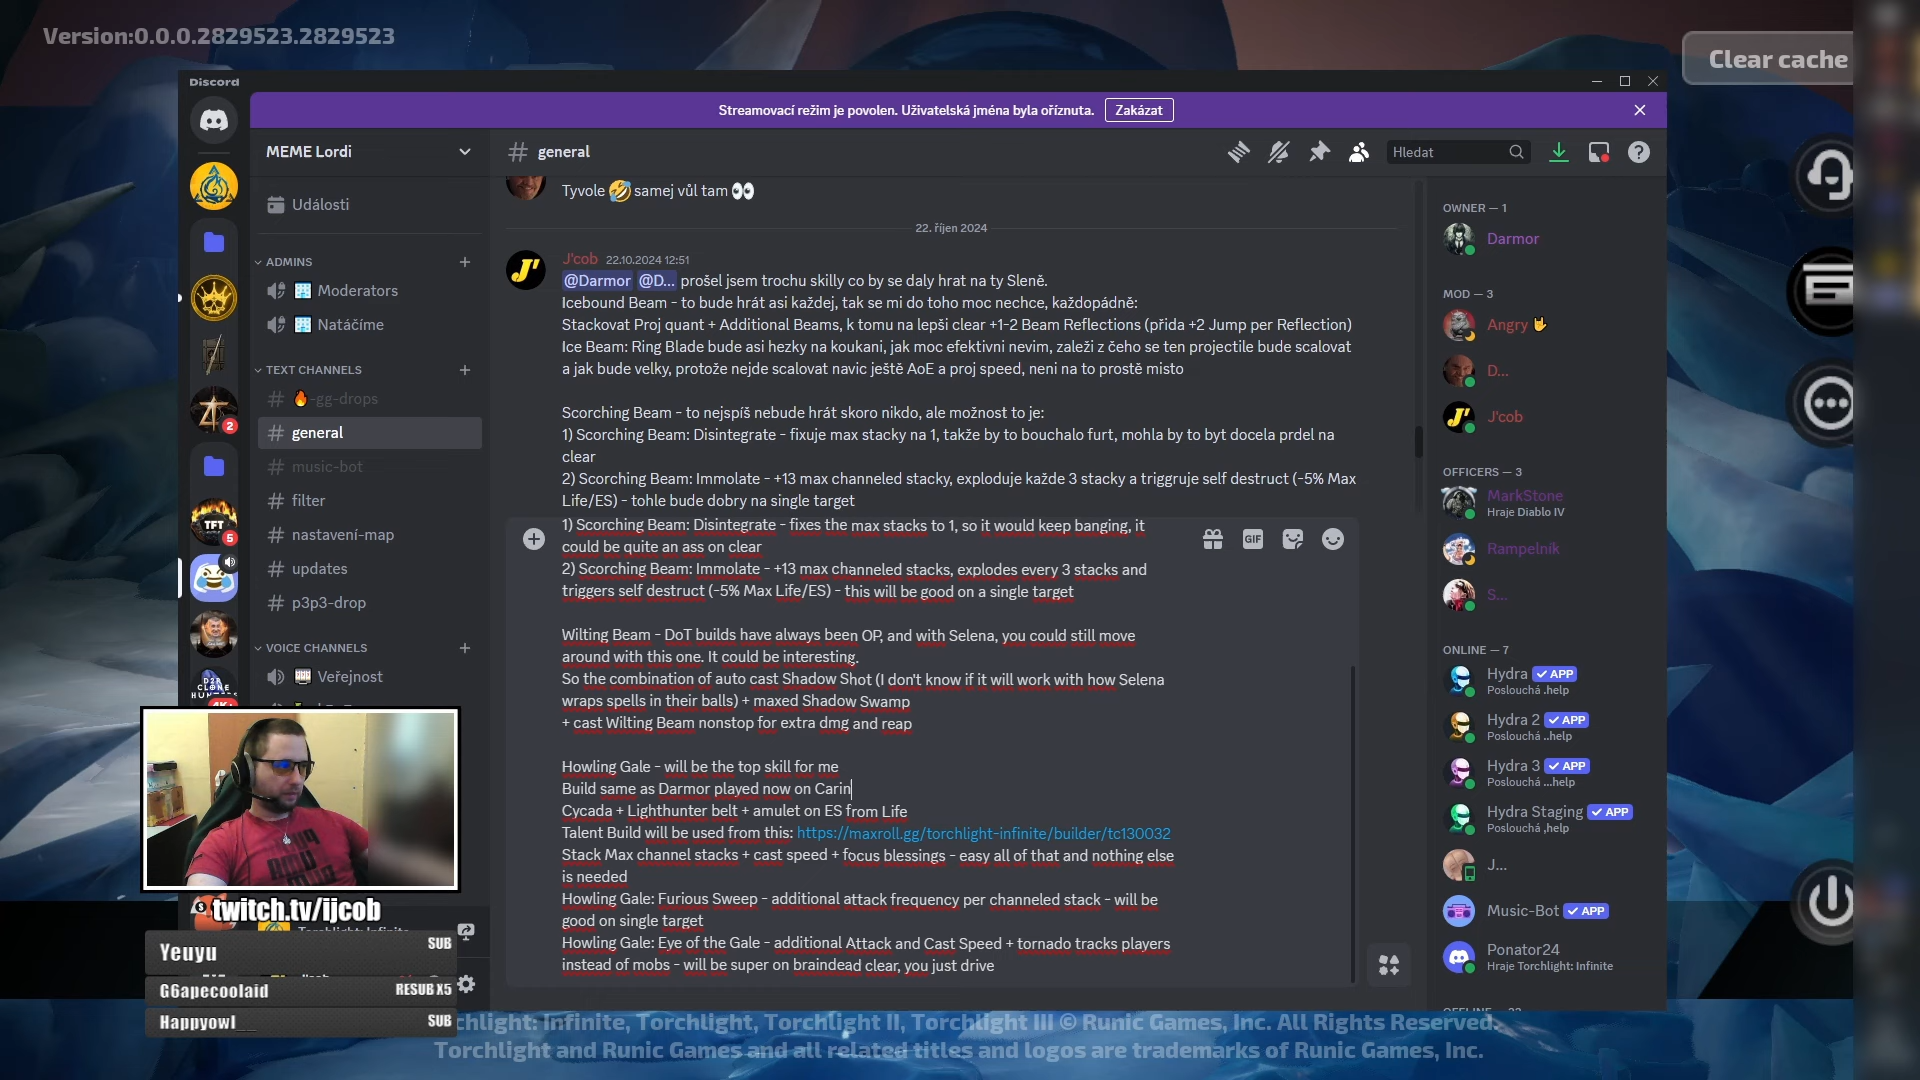 Version:0.0.0.2829523.2829523
Clear cache
Discord
Streamovací režim je povolen. Uživatelská jména byla oříznuta.
Zakázat
MEME Lordi
general
Hledat
Události
ADMINS
Moderators
Natáčíme
TEXT CHANNELS
-gg-drops
general
music-bot
filter
nastavení-map
updates
p3p3-drop
VOICE CHANNELS
Veřejnost
2
TFT
5
D2R
CLONE
Tyvole 🤣 samej vůl tam 👀
22. říjen 2024
J'cob 22.10.2024 12:51
@Darmor @D... prošel jsem trochu skilly co by se daly hrat na ty Sleně.
Icebound Beam - to bude hrát asi každej, tak se mi do toho moc nechce, každopádně:
Stackovat Proj quant + Additional Beams, k tomu na lepši clear +1-2 Beam Reflections (přida +2 Jump per Reflection)
Ice Beam: Ring Blade bude asi hezky na koukani, jak moc efektivni nevim, zaleži z čeho se ten projectile bude scalovat
a jak bude velky, protože nejde scalovat navic ještě AoE a proj speed, neni na to prostě misto
Scorching Beam - to nejspíš nebude hrát skoro nikdo, ale možnost to je:
1) Scorching Beam: Disintegrate - fixuje max stacky na 1, takže by to bouchalo furt, mohla by to byt docela prdel na
clear
2) Scorching Beam: Immolate - +13 max channeled stacky, exploduje každe 3 stacky a triggruje self destruct (-5% Max
Life/ES) - tohle bude dobry na single target
1) Scorching Beam: Disintegrate - fixes the max stacks to 1, so it would keep banging, it
could be quite an ass on clear
2) Scorching Beam: Immolate - +13 max channeled stacks, explodes every 3 stacks and
triggers self destruct (-5% Max Life/ES) - this will be good on a single target
Wilting Beam - DoT builds have always been OP, and with Selena, you could still move
around with this one. It could be interesting.
So the combination of auto cast Shadow Shot (I don't know if it will work with how Selena
wraps spells in their balls) + maxed Shadow Swamp
+ cast Wilting Beam nonstop for extra dmg and reap
Howling Gale - will be the top skill for me
Build same as Darmor played now on Carin
Cycada + Lighthunter belt + amulet on ES from Life
Talent Build will be used from this: https://maxroll.gg/torchlight-infinite/builder/tc130032
Stack Max channel stacks + cast speed + focus blessings - easy all of that and nothing else
is needed
Howling Gale: Furious Sweep - additional attack frequency per channeled stack - will be
good on single target
Howling Gale: Eye of the Gale - additional Attack and Cast Speed + tornado tracks players
instead of mobs - will be super on braindead clear, you just drive
GIF
OWNER — 1
Darmor
MOD — 3
Angry
D...
J'cob
OFFICERS — 3
MarkStone
Hraje Diablo IV
Rampelník
S...
ONLINE — 7
Hydra APP
Poslouchá .help
Hydra 2 APP
Poslouchá ..help
Hydra 3 APP
Poslouchá ...help
Hydra Staging APP
Poslouchá ,help
J...
Music-Bot APP
Ponator24
Hraje Torchlight: Infinite
twitch.tv/ijcob
Yeuyu SUB
G6apecoolaid RESUB X5
Happyowl__ SUB
chlight: Infinite, Torchlight, Torchlight II, Torchlight III © Runic Games, Inc. All Rights Reserved.
Torchlight and Runic Games and all related titles and logos are trademarks of Runic Games, Inc.